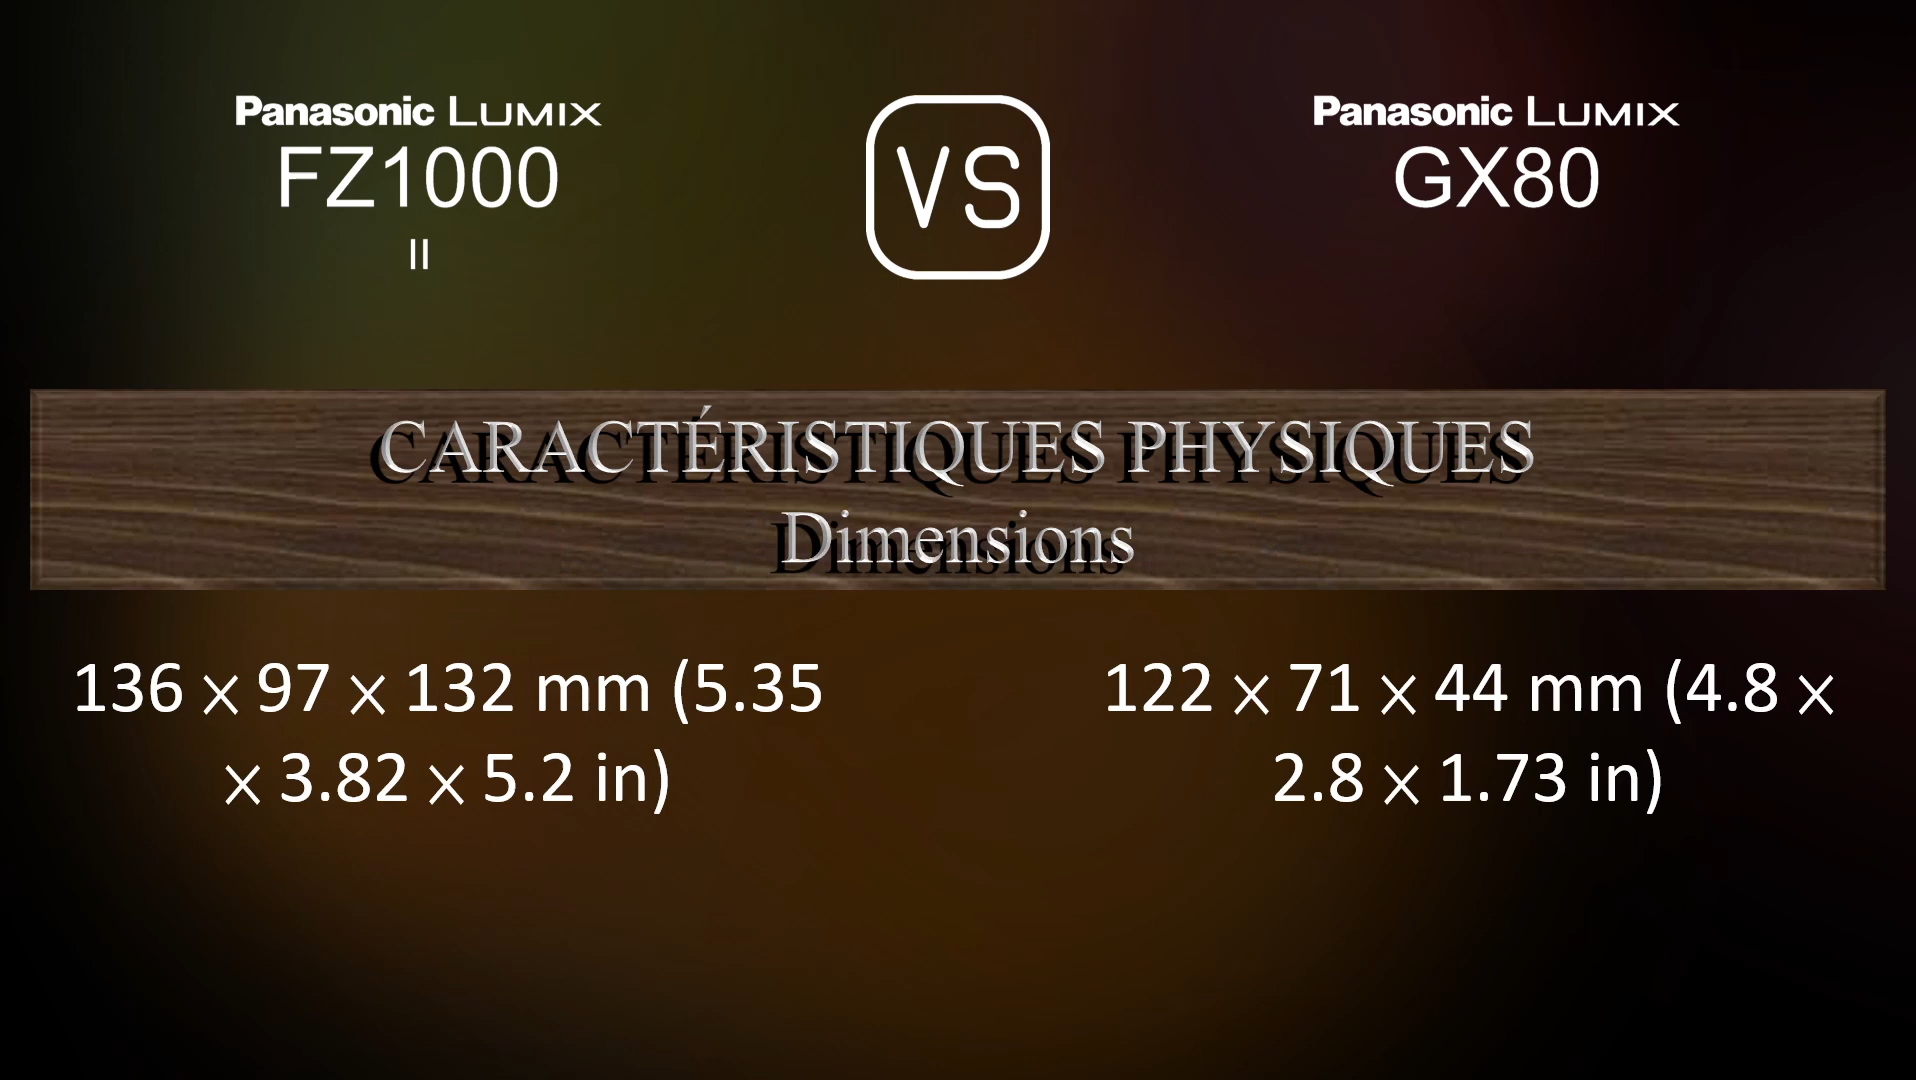 Panasonic LUMIX
FZ1000
II
VS
Panasonic LUMIX
GX80
CARACTÉRISTIQUES PHYSIQUES
Dimensions
136 x 97 x 132 mm (5.35
x 3.82 x 5.2 in)
122 x 71 x 44 mm (4.8 x
2.8 x 1.73 in)